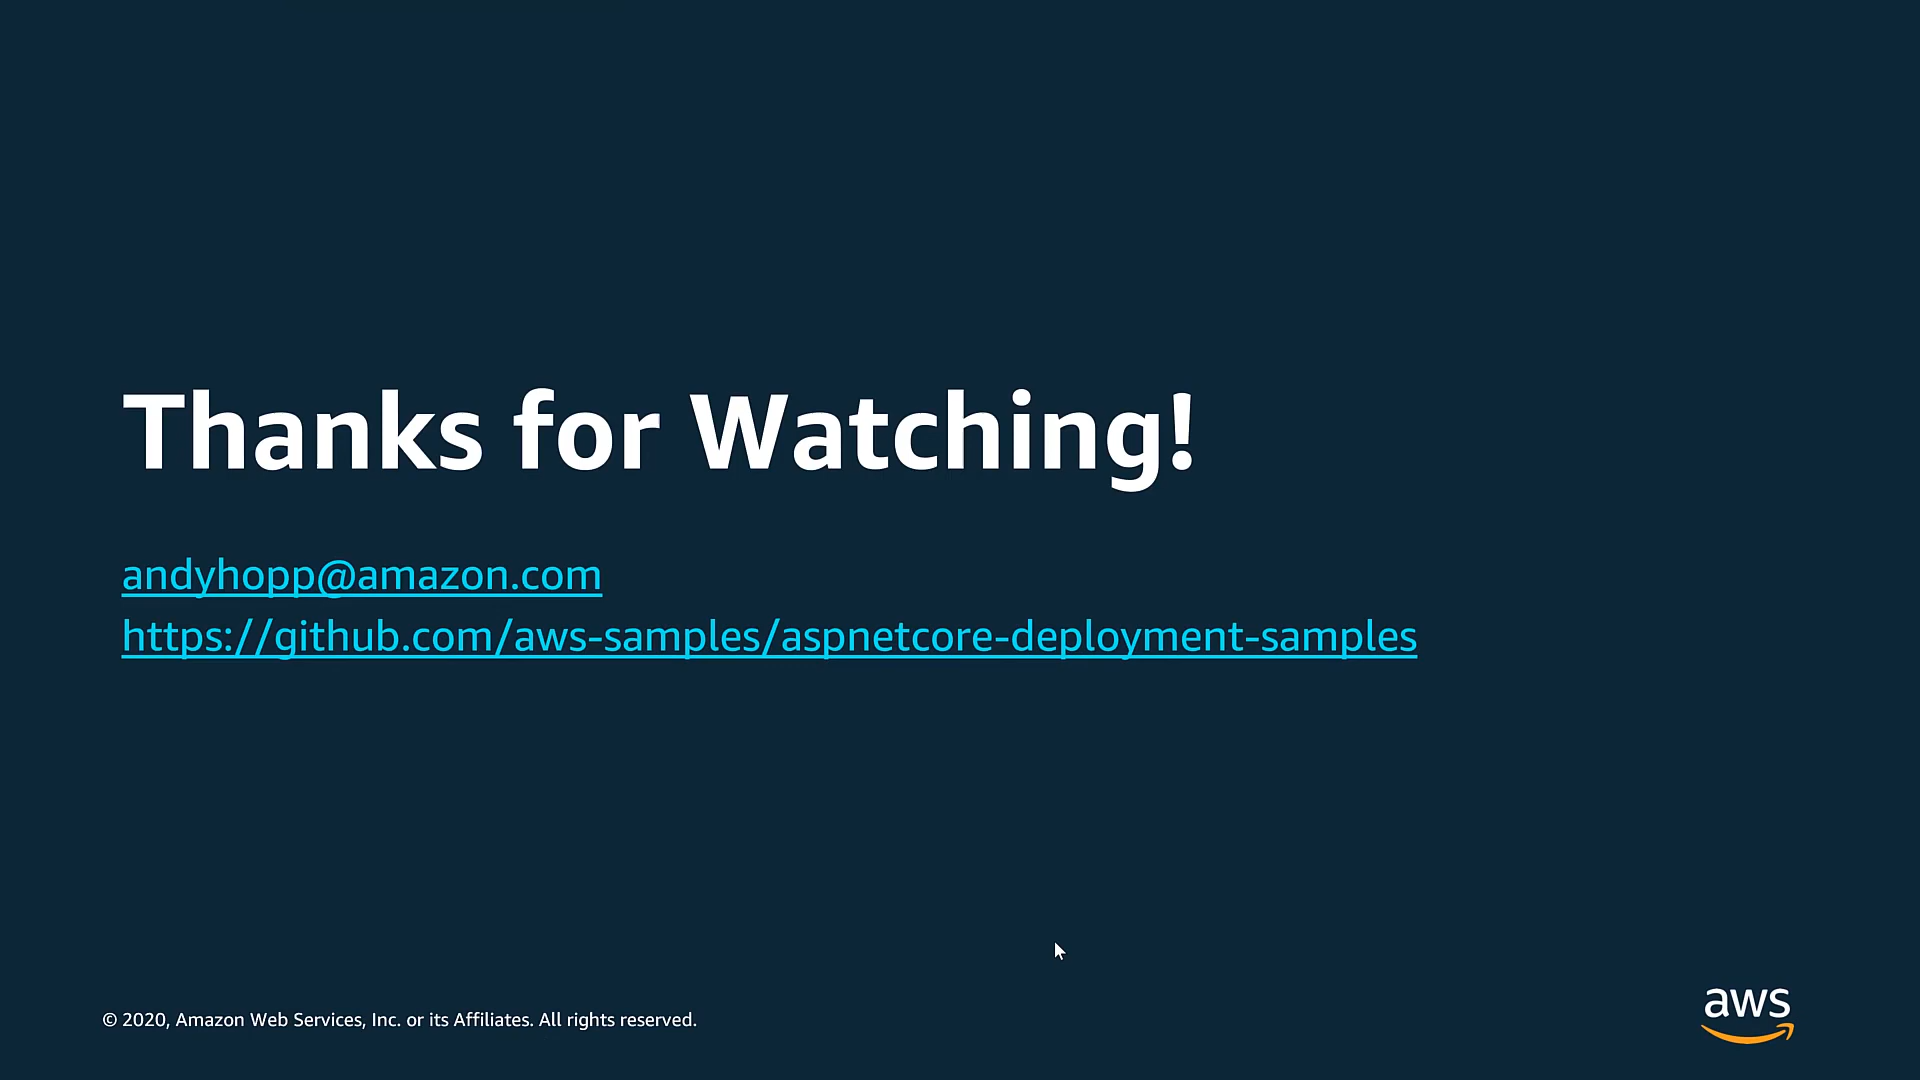 Thanks for Watching!
andyhopp@amazon.com
https://github.com/aws-samples/aspnetcore-deployment-samples
© 2020, Amazon Web Services, Inc. or its Affiliates. All rights reserved.
aws